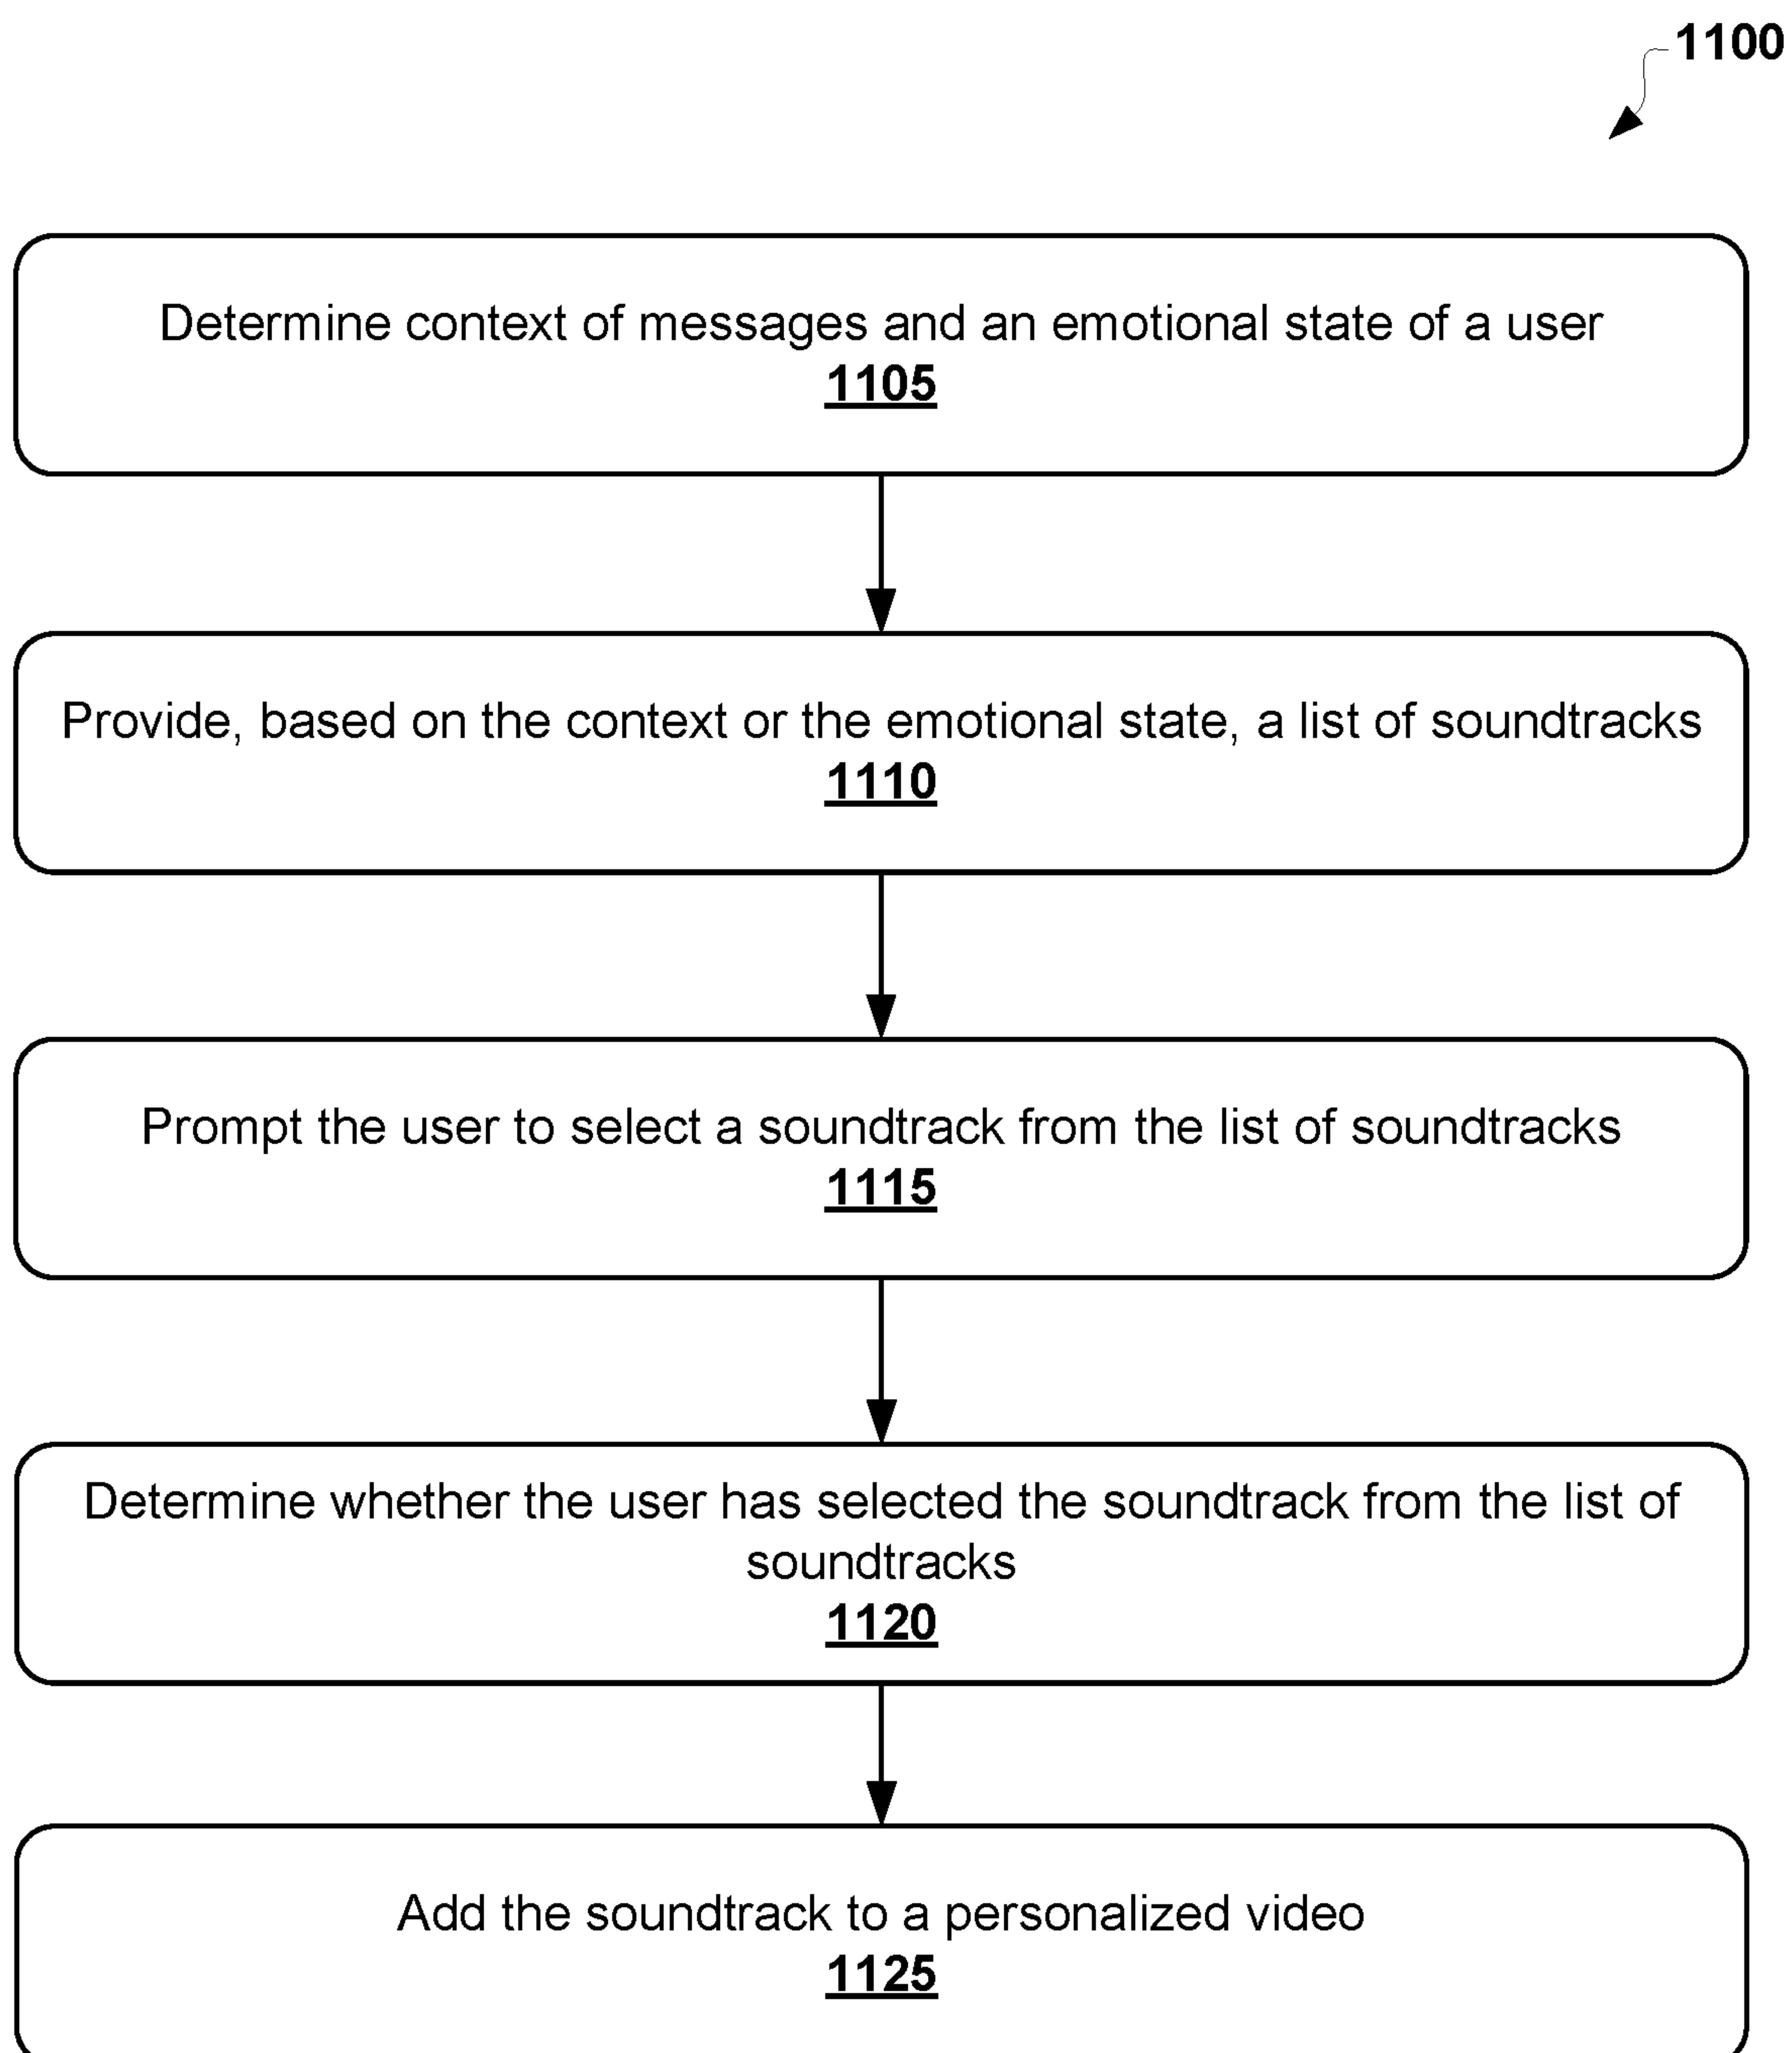 1100
Determine context of messages and an emotional state of a user
1105
Provide, based on the context or the emotional state, a list of soundtracks
1110
Prompt the user to select a soundtrack from the list of soundtracks
1115
Determine whether the user has selected the soundtrack from the list of
soundtracks
1120
Add the soundtrack to a personalized video
1125